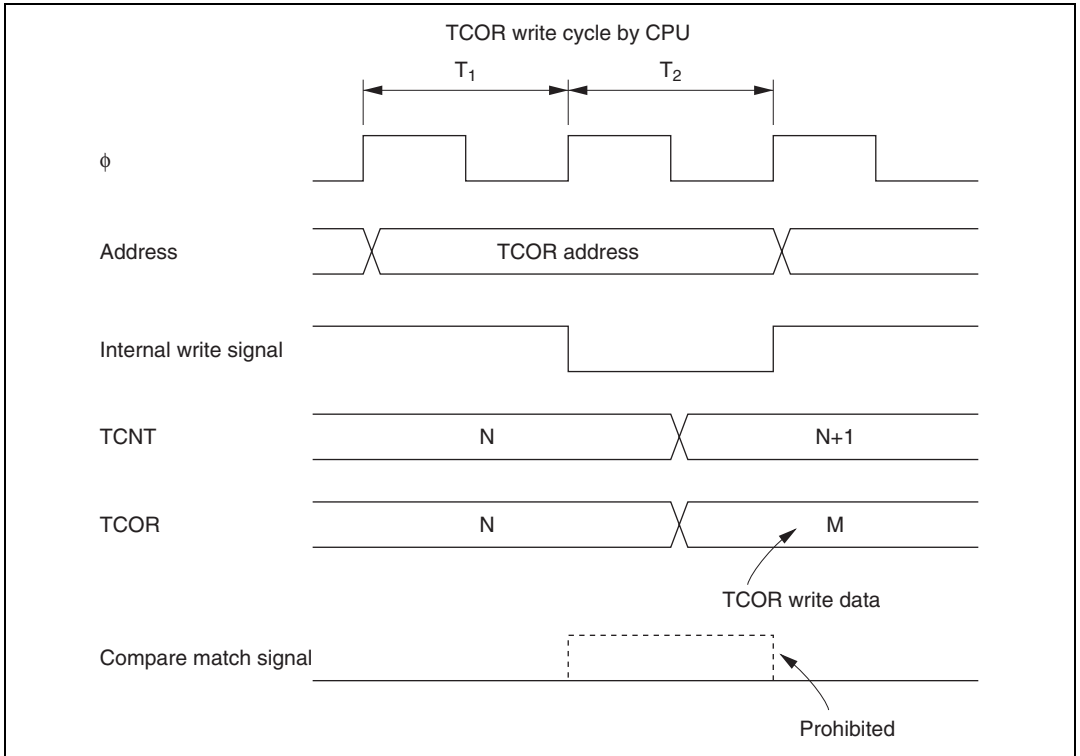 TCOR write cycle by CPU
T1 T2
φ
Address TCOR address
Internal write signal
TCNT N N+1
TCOR N M
TCOR write data
Compare match signal
Prohibited